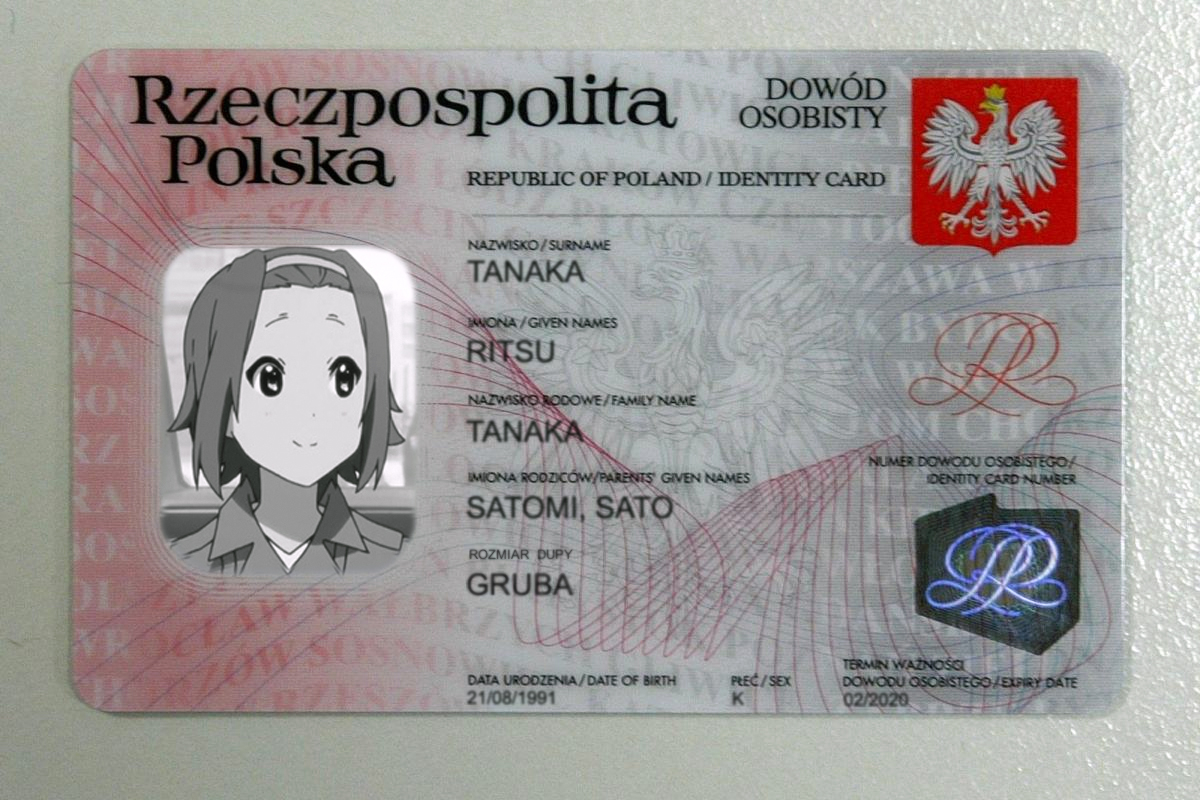 Rzeczpospolita
Polska
DOWÓD
OSOBISTY
REPUBLIC OF POLAND / IDENTITY CARD
NAZWISKO / SURNAME
TANAKA
IMIONA / GIVEN NAMES
RITSU
NAZWISKO RODOWE / FAMILY NAME
TANAKA
IMIONA RODZICÓW/PARENTS' GIVEN NAMES
SATOMI, SATO
ROZMIAR DUPY
GRUBA
NUMER DOWODU OSOBISTEGO /
IDENTITY CARD NUMBER
DATA URODZENIA / DATE OF BIRTH
21/08/1991
PŁEĆ / SEX
K
TERMIN WAŻNOŚCI
DOWODU OSOBISTEGO / EXPIRY DATE
02/2020